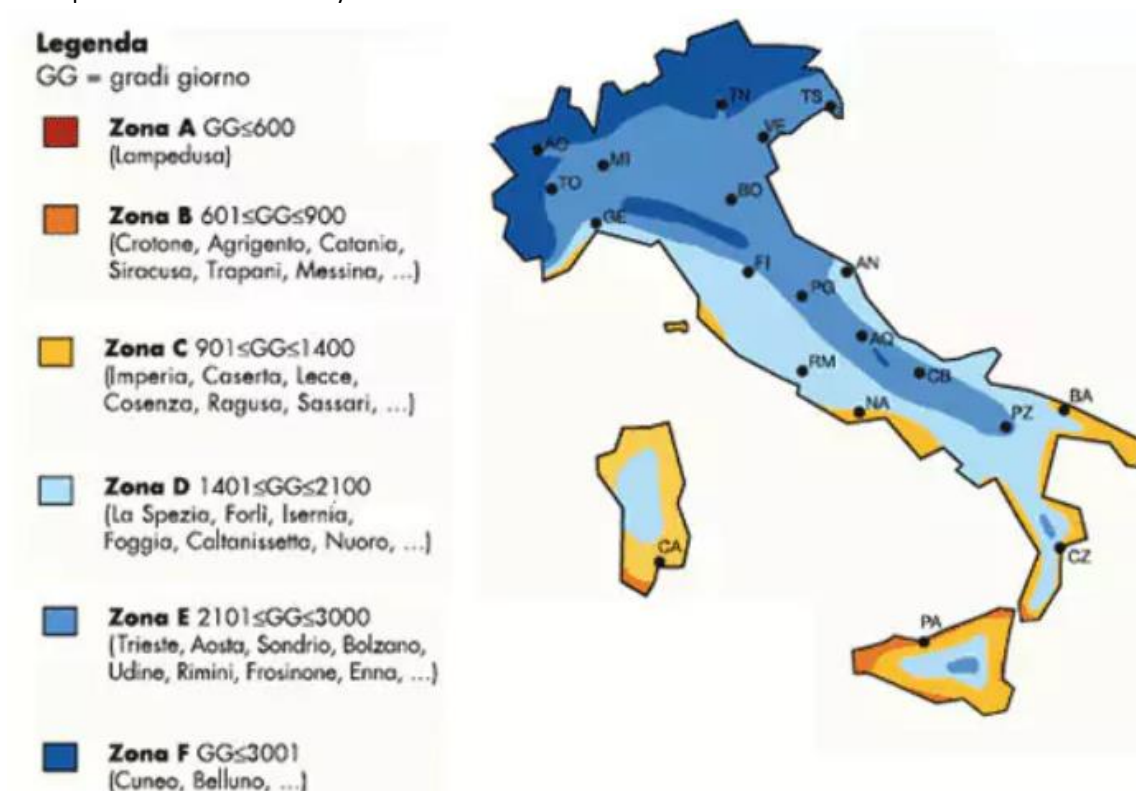 Legenda
GG = gradi giorno
Zona A GG≤600
(Lampedusa)
Zona B 601≤GG≤900
(Crotone, Agrigento, Catania,
Siracusa, Trapani, Messina, ...)
Zona C 901≤GG≤1400
(Imperia, Caserta, Lecce,
Cosenza, Ragusa, Sassari, ...)
Zona D 1401≤GG≤2100
(La Spezia, Forlì, Isernia,
Foggia, Caltanissetta, Nuoro, ...)
Zona E 2101≤GG≤3000
(Trieste, Aosta, Sondrio, Bolzano,
Udine, Rimini, Frosinone, Enna, ...)
Zona F GG≤3001
(Cuneo, Belluno, ...)
TN
TS
VE
AO
MI
TO
BO
GE
FI
AN
PG
AQ
RM
CB
NA
BA
PZ
CA
CZ
PA